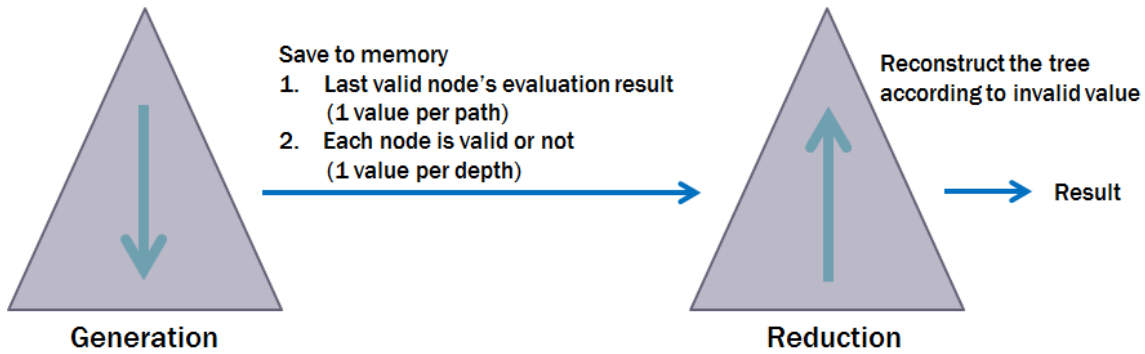 Save to memory
1. Last valid node's evaluation result
(1 value per path)
2. Each node is valid or not
(1 value per depth)
Reconstruct the tree
according to invalid value
Result
Generation
Reduction